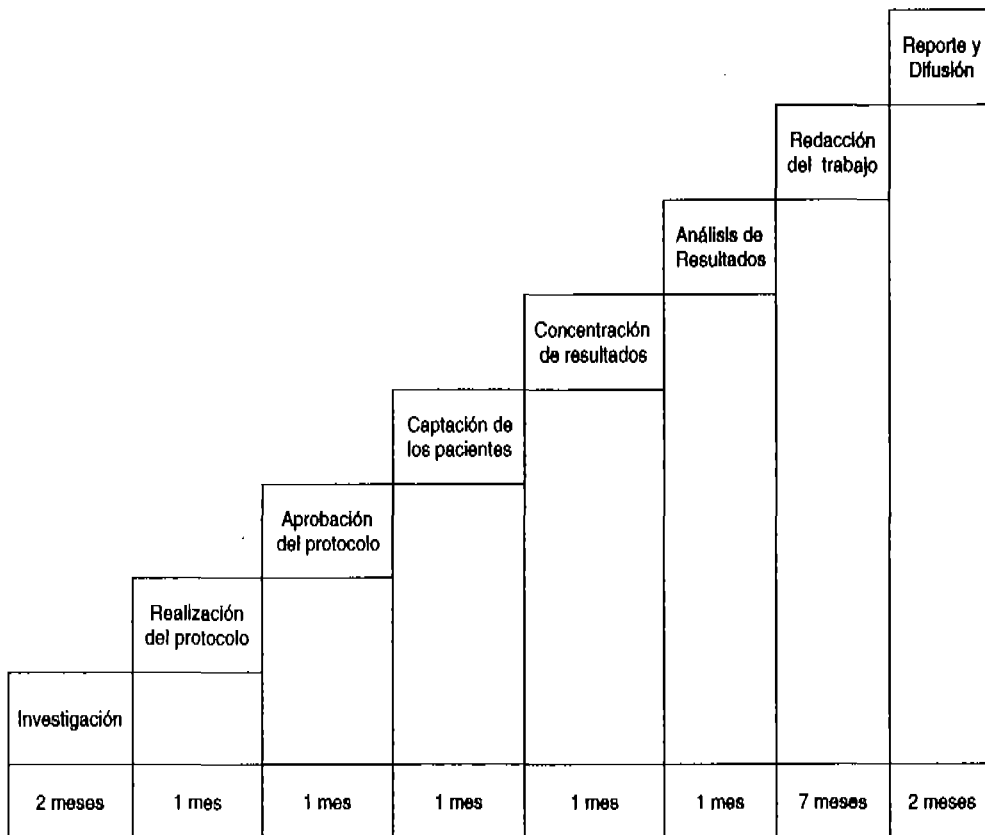 Reporte y
Difusión
Redacción
del trabajo
Análisis de
Resultados
Concentración
de resultados
Captación de
los pacientes
Aprobación
del protocolo
Realización
del protocolo
Investigación
2 meses
1 mes
1 mes
1 mes
1 mes
1 mes
7 meses
2 meses